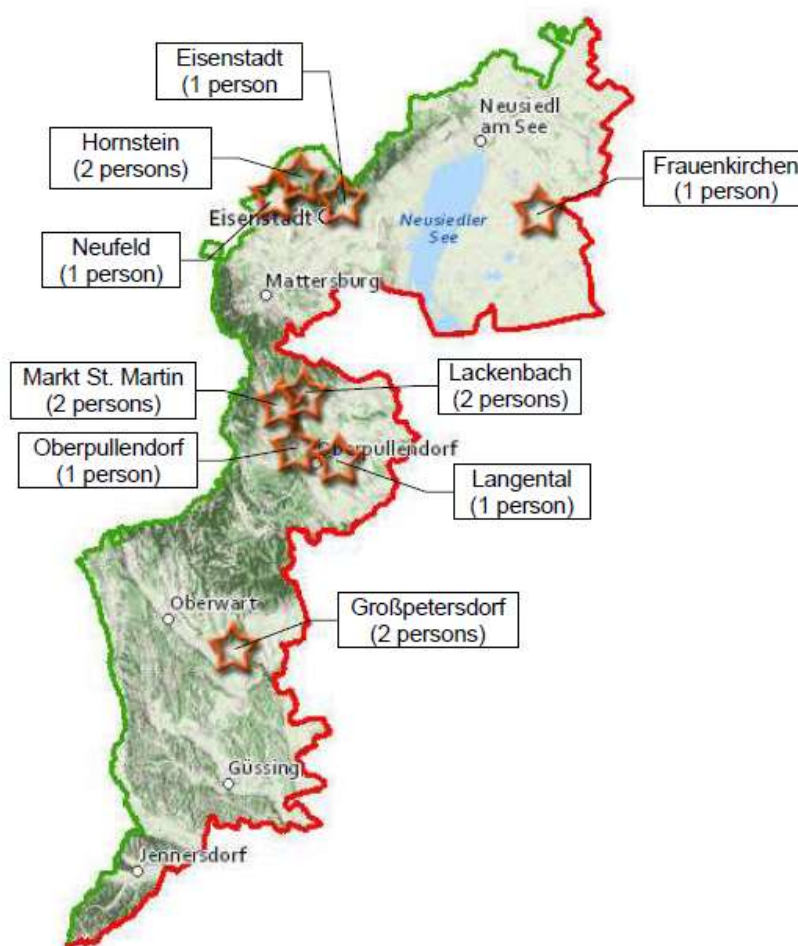 Eisenstadt
(1 person
Hornstein
(2 persons)
Neusiedl
am See
Frauenkirchen
(1 person)
Eisenstadt
Neusiedler
See
Neufeld
(1 person)
Mattersburg
Markt St. Martin
(2 persons)
Lackenbach
(2 persons)
Oberpullendorf
(1 person)
Oberpullendorf
Langental
(1 person)
Oberwart
Großpetersdorf
(2 persons)
Güssing
Jennersdorf